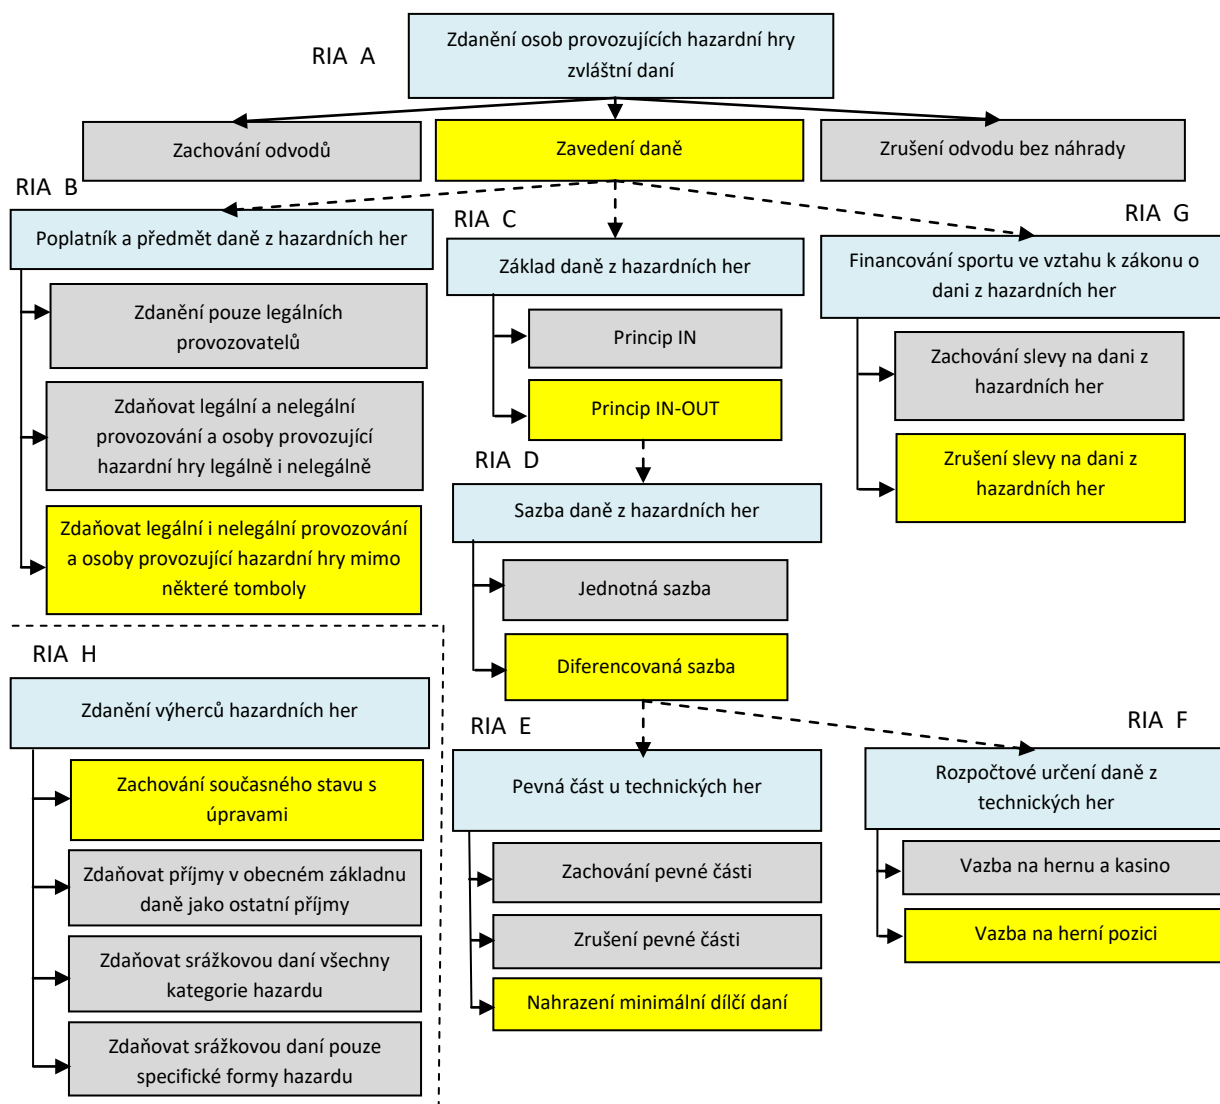 RIA A
Zdanění osob provozujících hazardní hry
zvláštní daní
Zachování odvodů
Zavedení daně
Zrušení odvodu bez náhrady
RIA B
Poplatník a předmět daně z hazardních her
Zdanění pouze legálních
provozovatelů
Zdaňovat legální a nelegální
provozování a osoby provozující
hazardní hry legálně i nelegálně
Zdaňovat legální i nelegální provozování
a osoby provozující hazardní hry mimo
některé tomboly
RIA C
Základ daně z hazardních her
Princip IN
Princip IN-OUT
RIA G
Financování sportu ve vztahu k zákonu o
dani z hazardních her
Zachování slevy na dani z
hazardních her
Zrušení slevy na dani z
hazardních her
RIA D
Sazba daně z hazardních her
Jednotná sazba
Diferencovaná sazba
RIA H
Zdanění výherců hazardních her
Zachování současného stavu s
úpravami
Zdaňovat příjmy v obecném základnu
daně jako ostatní příjmy
Zdaňovat srážkovou daní všechny
kategorie hazardu
Zdaňovat srážkovou daní pouze
specifické formy hazardu
RIA E
Pevná část u technických her
Zachování pevné části
Zrušení pevné části
Nahrazení minimální dílčí daní
RIA F
Rozpočtové určení daně z
technických her
Vazba na hernu a kasino
Vazba na herní pozici